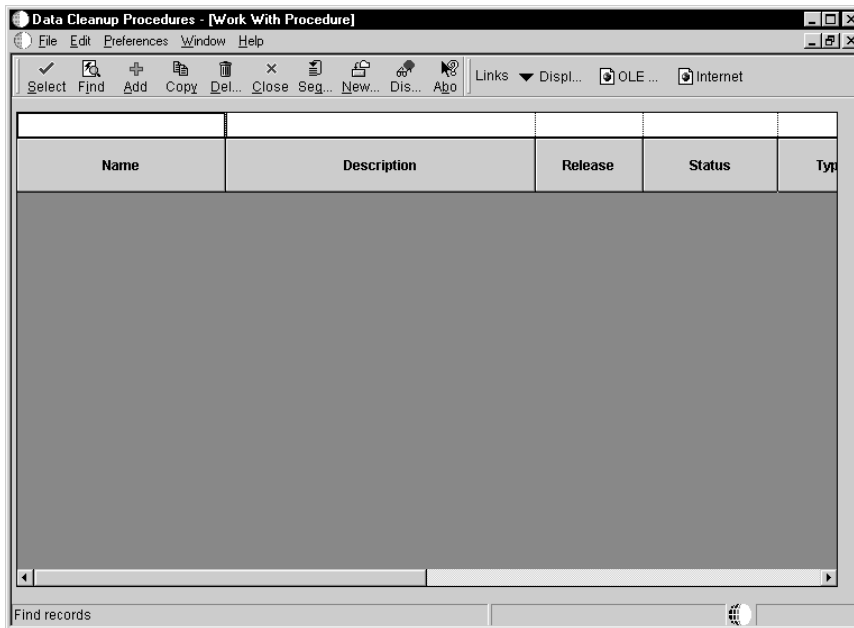 Data Cleanup Procedures - [Work With Procedure]
File Edit Preferences Window Help
Select Find Add Copy Del... Close Seq... New... Dis... Abo Links Displ... OLE ... Internet
Name Description Release Status Typ
Find records